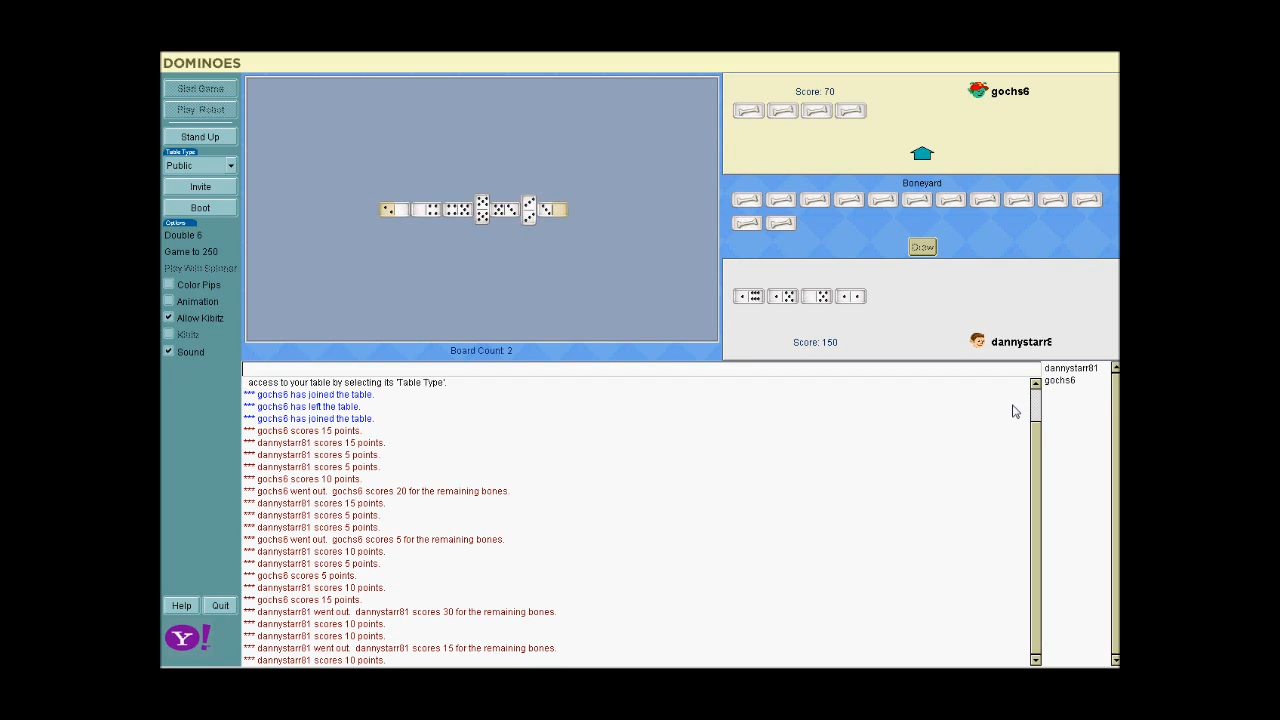 DOMINOES
Start Game
Play Robot
Stand Up
Table Type
Public
Invite
Boot
Options
Double 6
Game to 250
Play With Spinner
Color Pips
Animation
Allow Kibitz
Kibitz
Sound
Help
Quit
Y!
Board Count: 2
Score: 70
gochs6
Boneyard
Draw
Score: 150
dannystarr8
access to your table by selecting its 'Table Type'.
*** gochs6 has joined the table.
*** gochs6 has left the table.
*** gochs6 has joined the table.
*** gochs6 scores 15 points.
*** dannystarr81 scores 15 points.
*** dannystarr81 scores 5 points.
*** dannystarr81 scores 5 points.
*** gochs6 scores 10 points.
*** gochs6 went out. gochs6 scores 20 for the remaining bones.
*** dannystarr81 scores 15 points.
*** dannystarr81 scores 5 points.
*** dannystarr81 scores 5 points.
*** gochs6 went out. gochs6 scores 5 for the remaining bones.
*** dannystarr81 scores 10 points.
*** dannystarr81 scores 5 points.
*** gochs6 scores 5 points.
*** dannystarr81 scores 10 points.
*** gochs6 scores 15 points.
*** dannystarr81 went out. dannystarr81 scores 30 for the remaining bones.
*** dannystarr81 scores 10 points.
*** dannystarr81 scores 10 points.
*** dannystarr81 went out. dannystarr81 scores 15 for the remaining bones.
*** dannystarr81 scores 10 points.
dannystarr81
gochs6